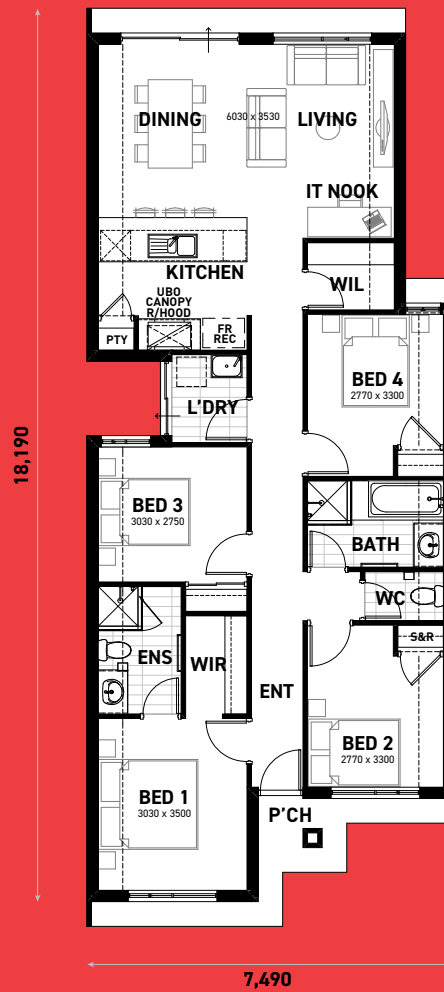 DINING
6030 x 3530
LIVING
IT NOOK
KITCHEN
WIL
UBO
CANOPY
R/HOOD
FR
REC
PTY
BED 4
2770 x 3300
L'DRY
18,190
BED 3
3030 x 2750
BATH
WC
ENS
WIR
S&R
ENT
BED 2
2770 x 3300
BED 1
3030 x 3500
P'CH
7,490